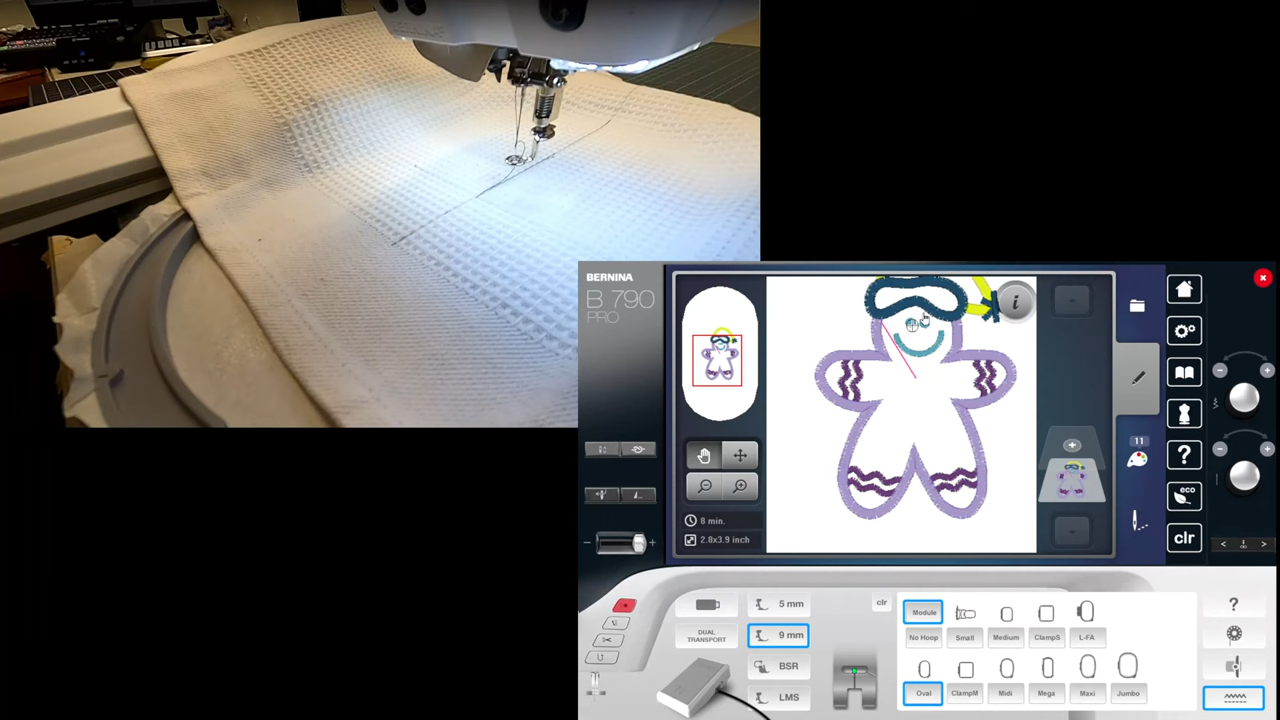 BERNINA
B 790
PRO
i
11
?
eco
clr
8 min.
2.8x3.9 inch
DUAL
TRANSPORT
5 mm
9 mm
BSR
LMS
clr
Module
No Hoop
Small
Medium
ClampS
L-FA
Oval
ClampM
Midi
Mega
Maxi
Jumbo
?